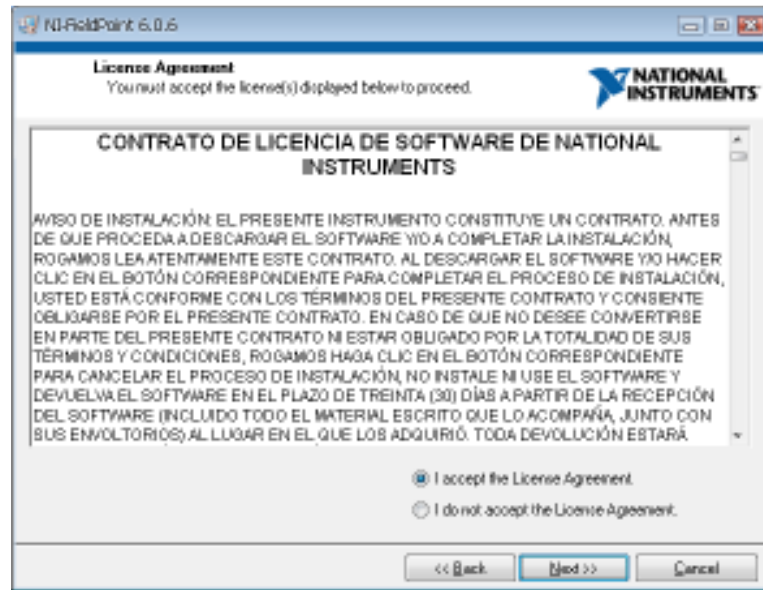 NI-FieldPoint 6.0.6
License Agreement
You must accept the license(s) displayed below to proceed.
NATIONAL
INSTRUMENTS
CONTRATO DE LICENCIA DE SOFTWARE DE NATIONAL
INSTRUMENTS
AVISO DE INSTALACIÓN: EL PRESENTE INSTRUMENTO CONSTITUYE UN CONTRATO. ANTES
DE QUE PROCEDA A DESCARGAR EL SOFTWARE Y/O A COMPLETAR LA INSTALACIÓN,
ROGAMOS LEA ATENTAMENTE ESTE CONTRATO. AL DESCARGAR EL SOFTWARE Y/O HACER
CLIC EN EL BOTÓN CORRESPONDIENTE PARA COMPLETAR EL PROCESO DE INSTALACIÓN,
USTED ESTÁ CONFORME CON LOS TÉRMINOS DEL PRESENTE CONTRATO Y CONSIENTE
OBLIGARSE POR EL PRESENTE CONTRATO. EN CASO DE QUE NO DESEE CONVERTIRSE
EN PARTE DEL PRESENTE CONTRATO NI ESTAR OBLIGADO POR LA TOTALIDAD DE SUS
TÉRMINOS Y CONDICIONES, ROGAMOS HAGA CLIC EN EL BOTÓN CORRESPONDIENTE
PARA CANCELAR EL PROCESO DE INSTALACIÓN, NO INSTALE NI USE EL SOFTWARE Y
DEVUELVA EL SOFTWARE EN EL PLAZO DE TREINTA (30) DÍAS A PARTIR DE LA RECEPCIÓN
DEL SOFTWARE (INCLUIDO TODO EL MATERIAL ESCRITO QUE LO ACOMPAÑA, JUNTO CON
SUS ENVOLTORIOS) AL LUGAR EN EL QUE LOS ADQUIRIÓ. TODA DEVOLUCIÓN ESTARÁ
I accept the License Agreement.
I do not accept the License Agreement.
<< Back Next >> Cancel